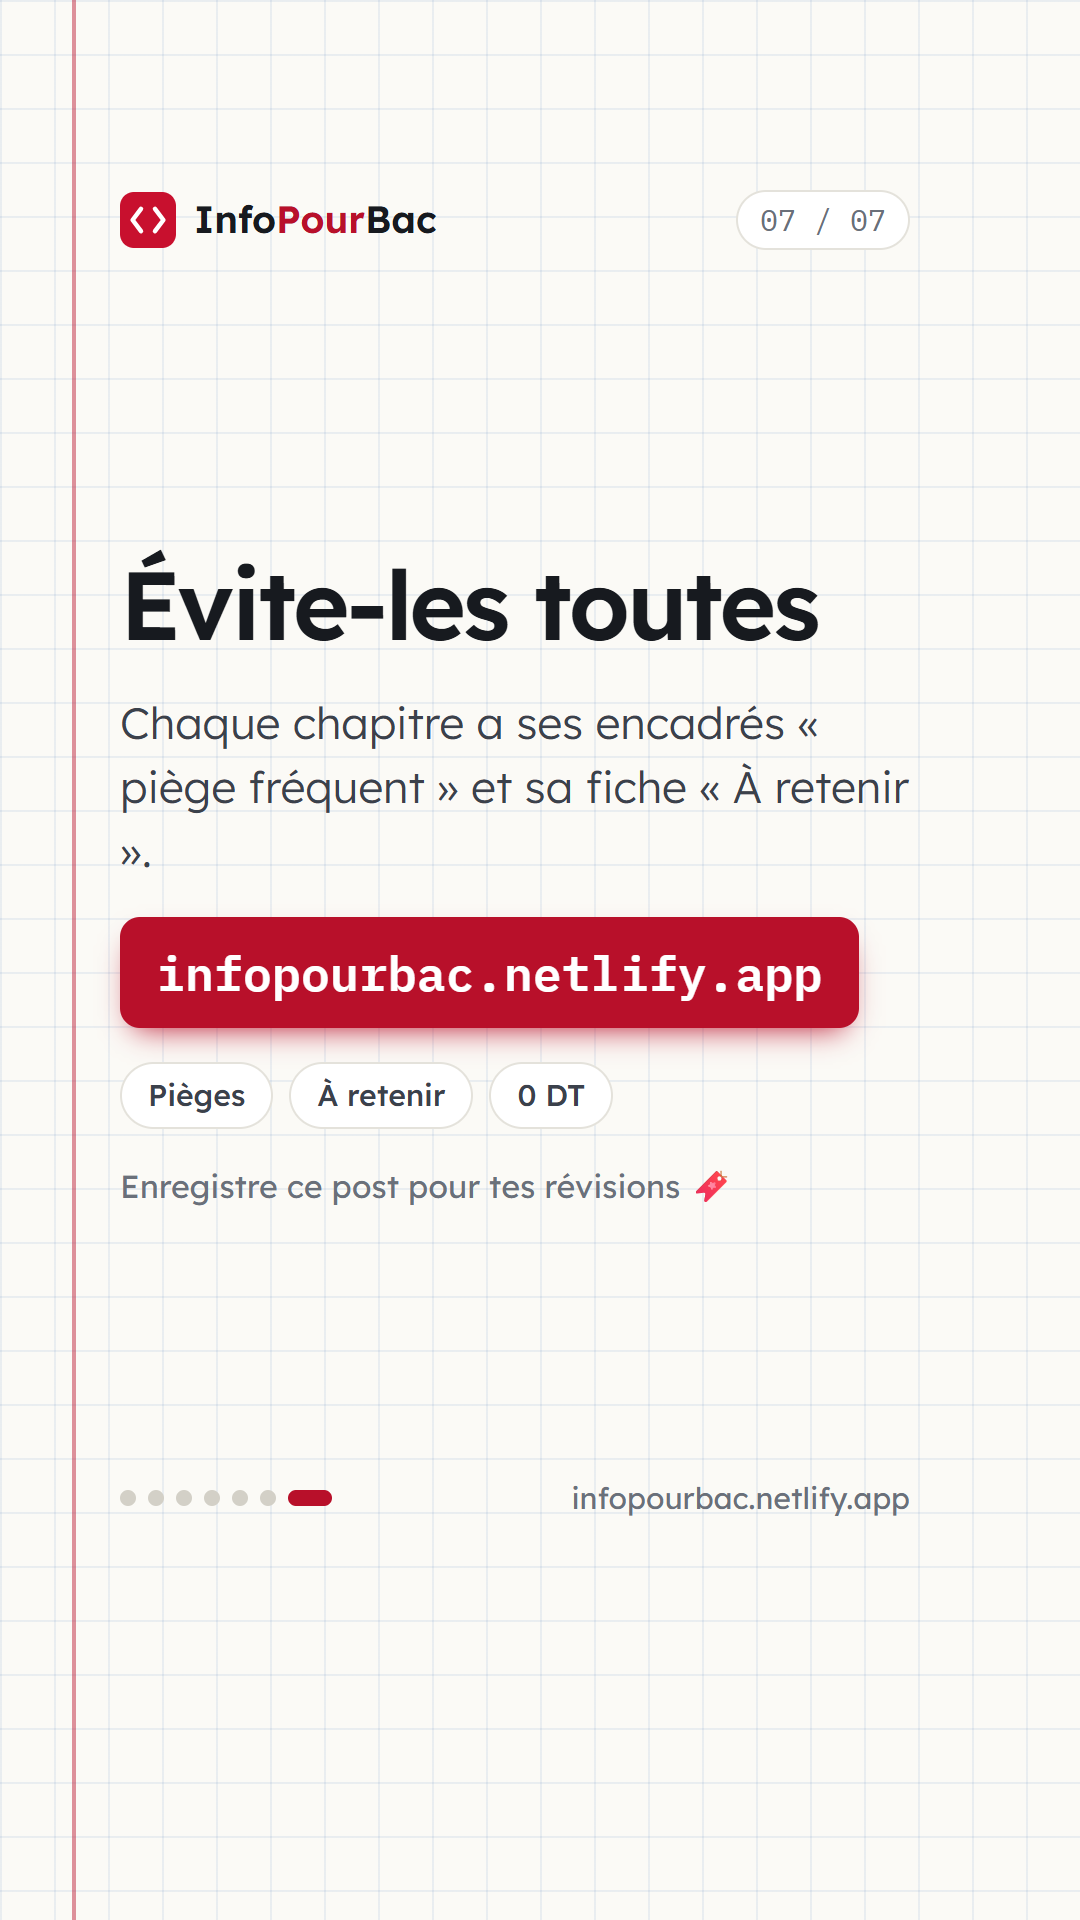 InfoPourBac
07 / 07
Évite-les toutes
Chaque chapitre a ses encadrés «
piège fréquent » et sa fiche « À retenir
».
infopourbac.netlify.app
Pièges
À retenir
0 DT
Enregistre ce post pour tes révisions
infopourbac.netlify.app